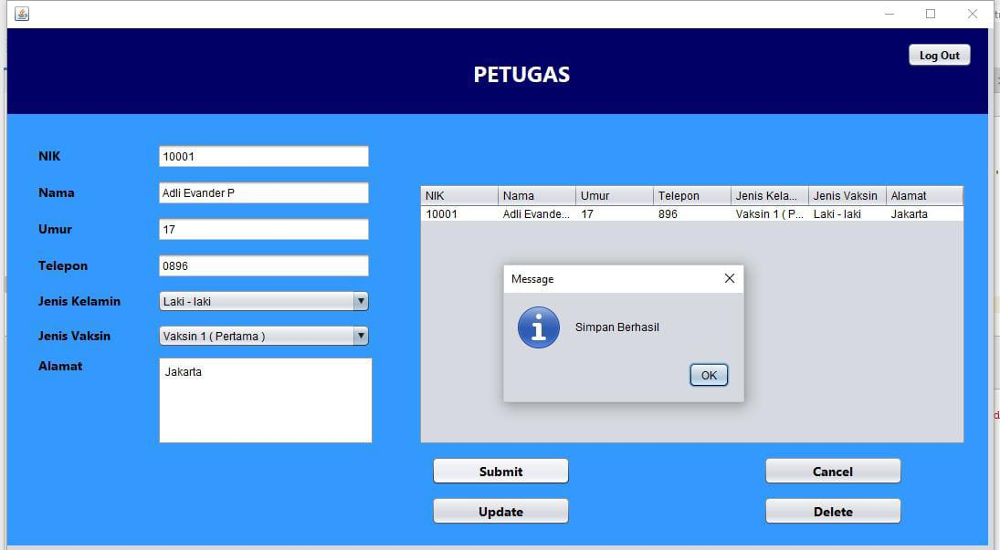 Log Out
PETUGAS
NIK 10001
Nama Adli Evander P
Umur 17
Telepon 0896
Jenis Kelamin Laki - laki
Jenis Vaksin Vaksin 1 ( Pertama )
Alamat Jakarta
NIK Nama Umur Telepon Jenis Kela... Jenis Vaksin Alamat
10001 Adli Evande... 17 896 Vaksin 1 ( P... Laki - laki Jakarta
Message
Simpan Berhasil
OK
Submit Cancel
Update Delete